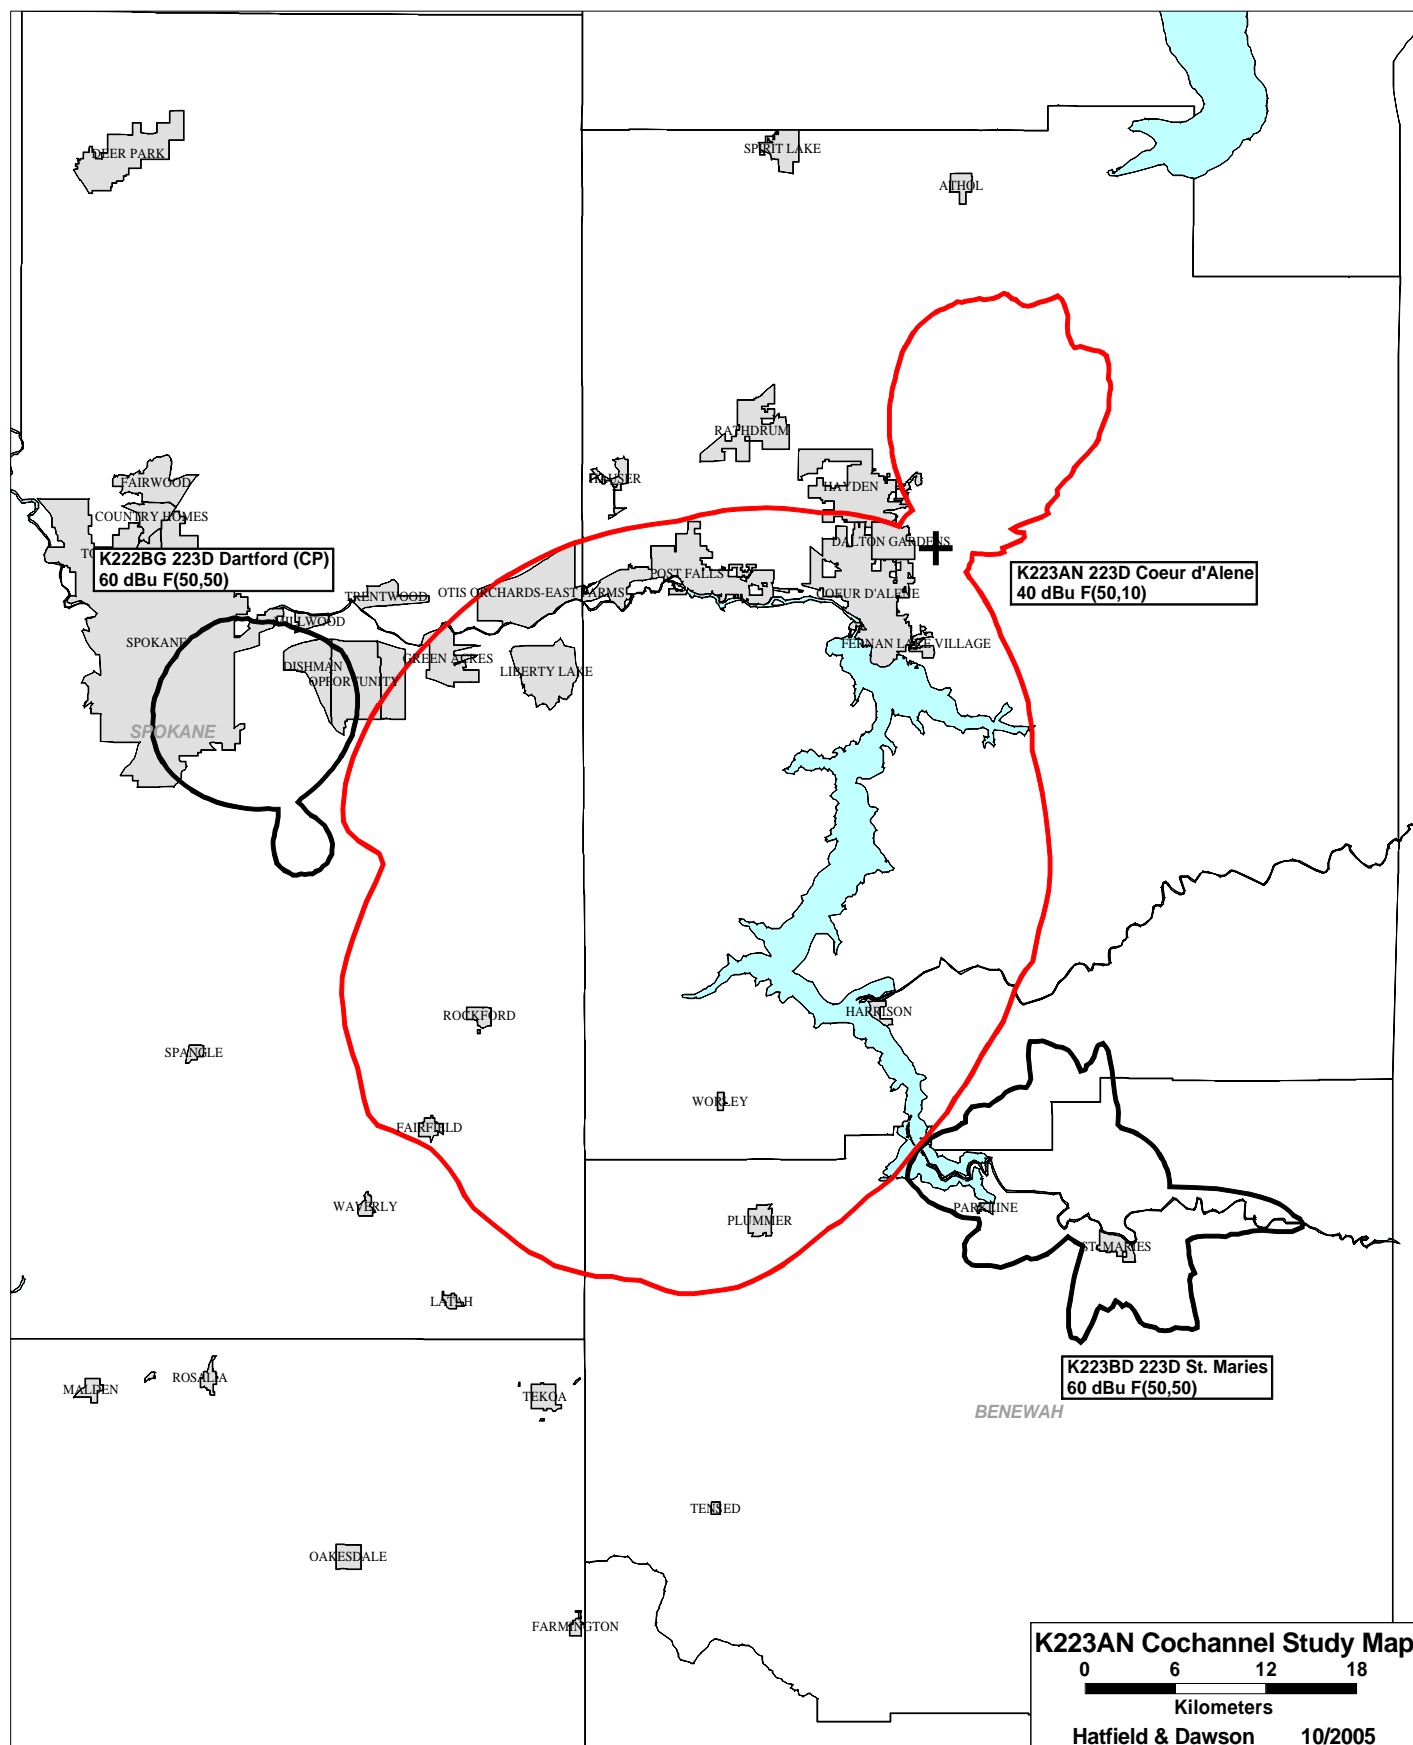 DEER PARK
SPIRIT LAKE
ATHOL
RATHDRUM
FAIRWOOD
HAUSER
HAYDEN
COUNTRY HOMES
DALTON GARDENS
K222BG 223D Dartford (CP)
60 dBu F(50,50)
POST FALLS
K223AN 223D Coeur d'Alene
40 dBu F(50,10)
TRENTWOOD
OTIS ORCHARDS-EAST FARMS
COEUR D'ALENE
MILLWOOD
SPOKANE
FERNAN LAKE VILLAGE
DISHMAN
GREEN ACRES
LIBERTY LAKE
OPPORTUNITY
SPOKANE
HARRISON
ROCKFORD
SPANGLE
WORLEY
FAIRFIELD
WAVERLY
PARKLINE
PLUMMER
ST. MARIES
LATAH
K223BD 223D St. Maries
60 dBu F(50,50)
ROSALIA
MALDEN
TEKOA
BENEWAH
TENSED
OAKESDALE
FARMINGTON
K223AN Cochannel Study Map
0 6 12 18
Kilometers
Hatfield & Dawson 10/2005